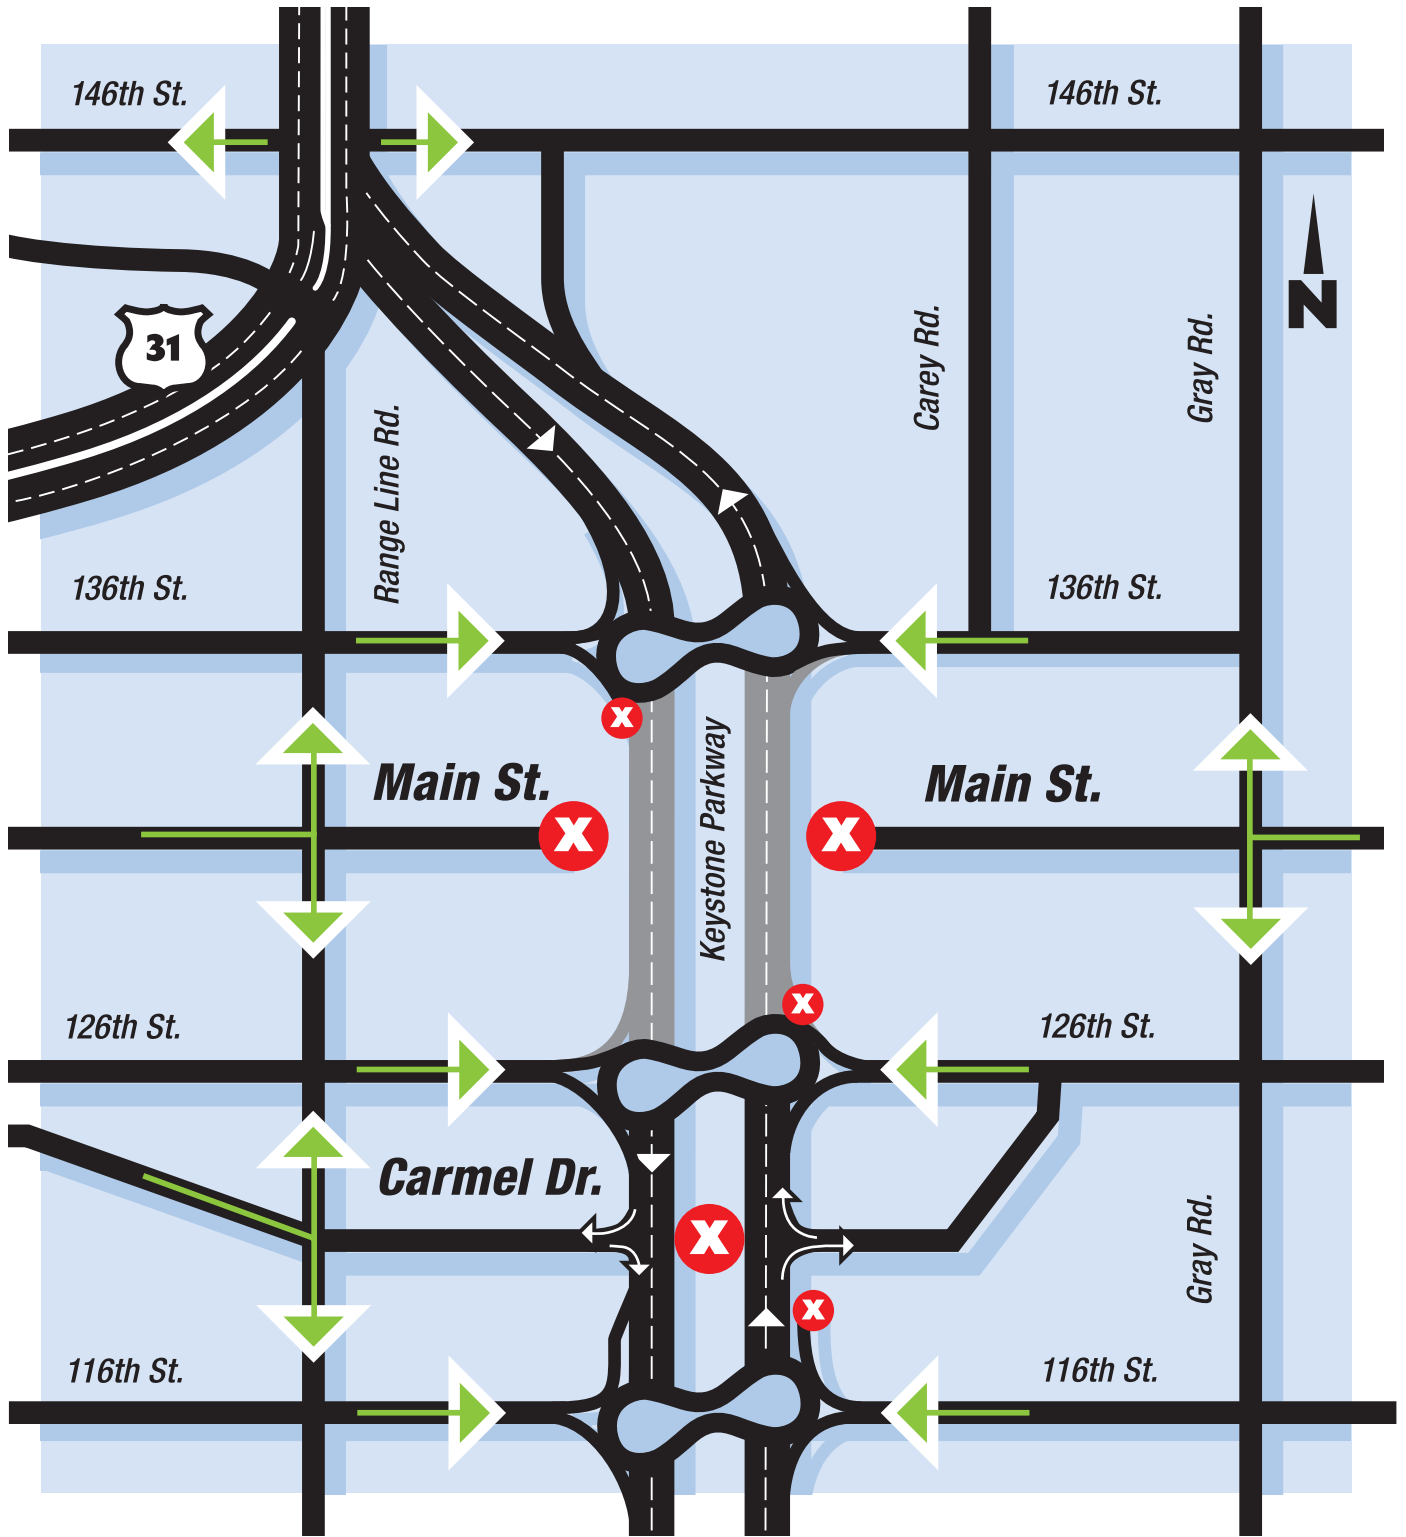 146th St.
146th St.
N
31
Carey Rd.
Gray Rd.
Range Line Rd.
136th St.
136th St.
X
Main St.
Main St.
Keystone Parkway
X
X
X
126th St.
126th St.
Carmel Dr.
X
Gray Rd.
X
116th St.
116th St.